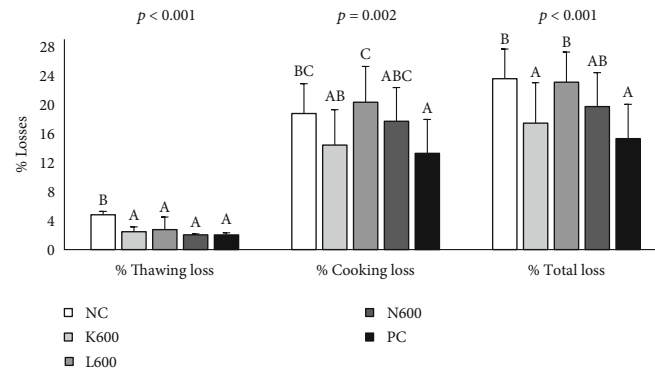 p < 0.001 p = 0.002 p < 0.001
28
24
20
16
12
8
4
0
% Losses
B A A A A
BC AB C ABC A
B A B AB A
% Thawing loss % Cooking loss % Total loss
NC
K600
L600
N600
PC